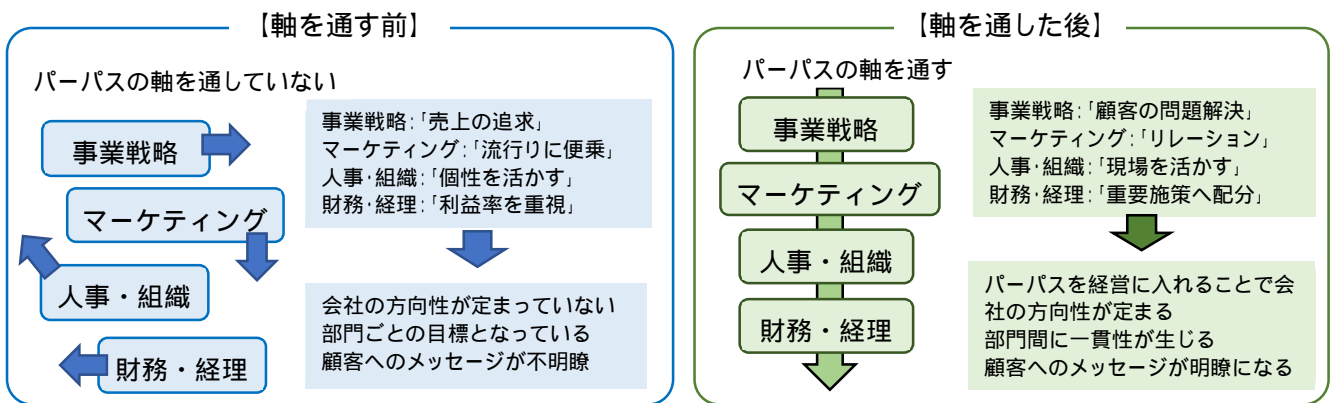 【軸を通す前】
パーパスの軸を通していない
事業戦略
マーケティング
人事・組織
財務・経理
事業戦略:「売上の追求」
マーケティング:「流行りに便乗」
人事・組織:「個性を活かす」
財務・経理:「利益率を重視」
会社の方向性が定まっていない
部門ごとの目標となっている
顧客へのメッセージが不明瞭
【軸を通した後】
パーパスの軸を通す
事業戦略
マーケティング
人事・組織
財務・経理
事業戦略:「顧客の問題解決」
マーケティング:「リレーション」
人事・組織:「現場を活かす」
財務・経理:「重要施策へ配分」
パーパスを経営に入れることで会
社の方向性が定まる
部門間に一貫性が生じる
顧客へのメッセージが明瞭になる